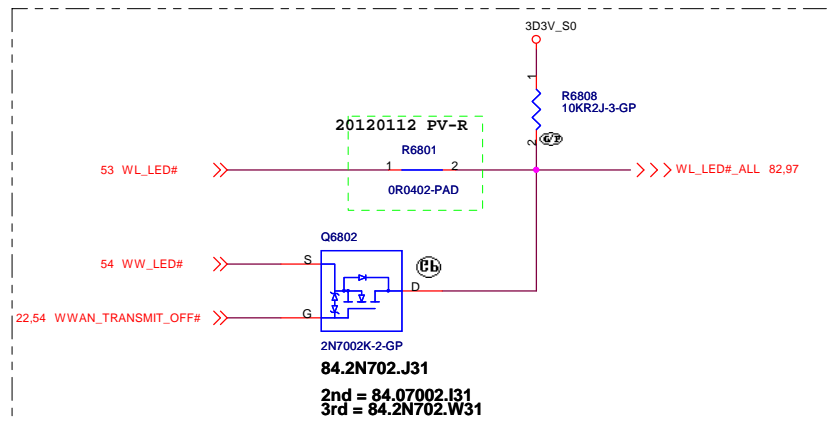 3D3V_S0
1
R6808
10KR2J-3-GP
2
20120112 PV-R
R6801
53 WL_LED#
1
2
WL_LED#_ALL 82,97
0R0402-PAD
Q6802
54 WW_LED#
S
D
22,54 WWAN_TRANSMIT_OFF#
G
2N7002K-2-GP
84.2N702.J31
2nd = 84.07002.I31
3rd = 84.2N702.W31